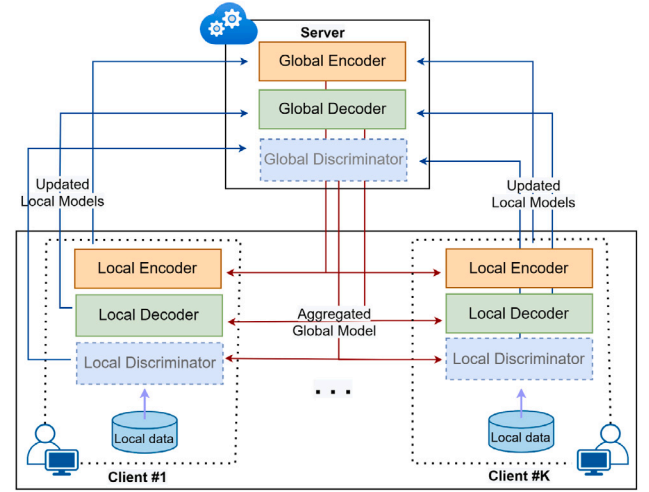 Server
Global Encoder
Global Decoder
Global Discriminator
Updated
Local Models
Updated
Local Models
Local Encoder
Local Decoder
Local Discriminator
Local data
Client #1
Aggregated
Global Model
...
Local Encoder
Local Decoder
Local Discriminator
Local data
Client #K